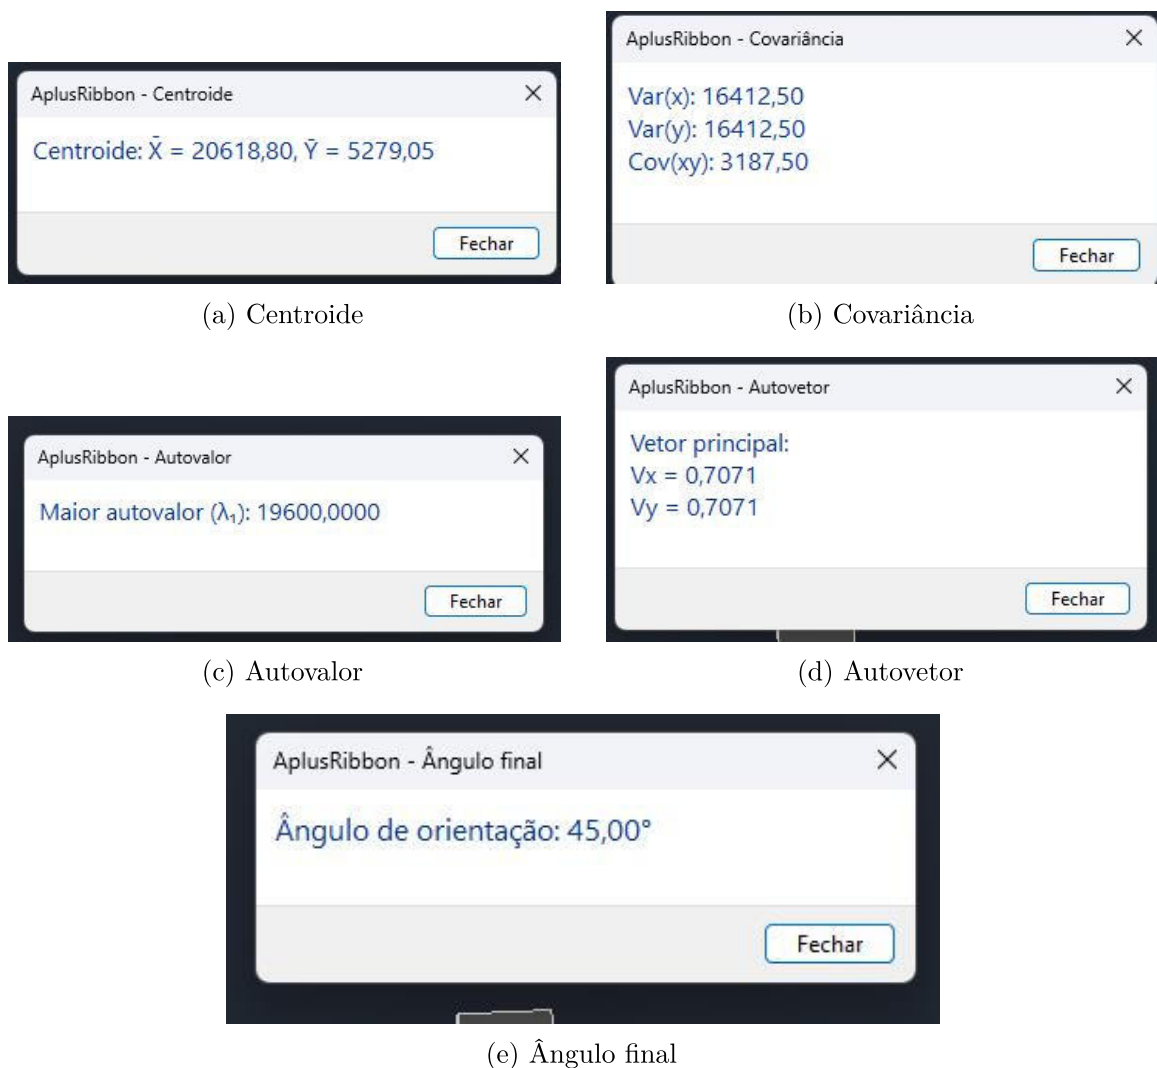 AplusRibbon - Centroide
Centroide: X̄ = 20618,80, Ȳ = 5279,05
Fechar
(a) Centroide
AplusRibbon - Covariância
Var(x): 16412,50
Var(y): 16412,50
Cov(xy): 3187,50
Fechar
(b) Covariância
AplusRibbon - Autovalor
Maior autovalor (λ₁): 19600,0000
Fechar
(c) Autovalor
AplusRibbon - Autovetor
Vetor principal:
Vx = 0,7071
Vy = 0,7071
Fechar
(d) Autovetor
AplusRibbon - Ângulo final
Ângulo de orientação: 45,00°
Fechar
(e) Ângulo final